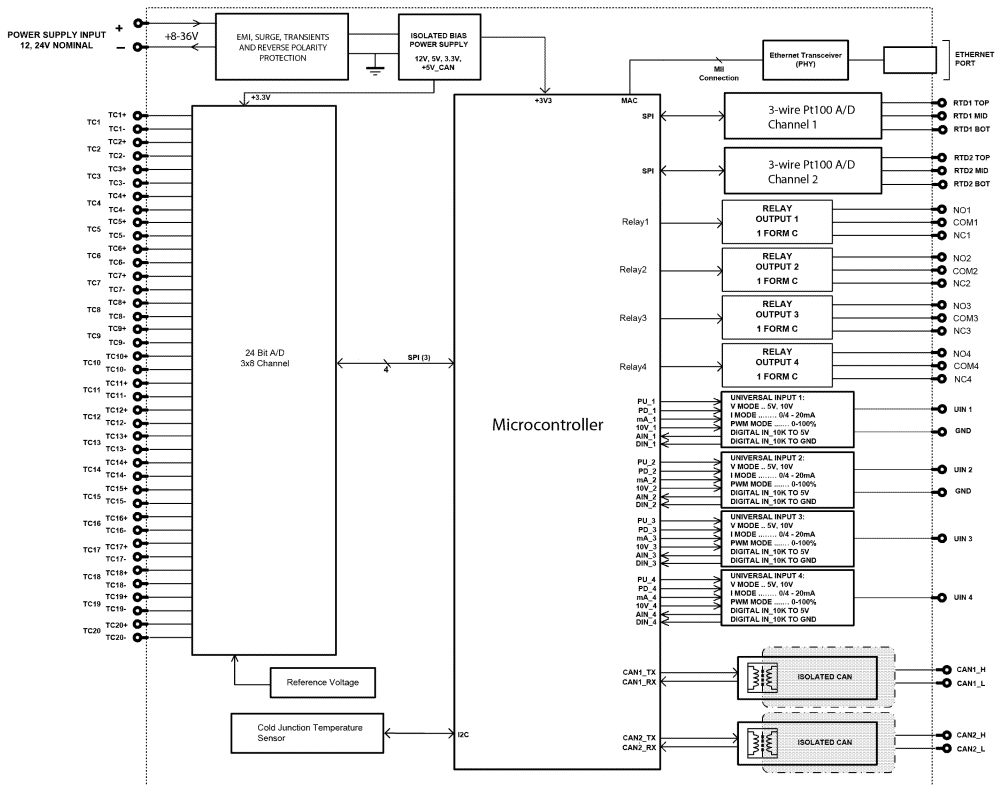 POWER SUPPLY INPUT
12, 24V NOMINAL
+
−
+8-36V
EMI, SURGE, TRANSIENTS
AND REVERSE POLARITY
PROTECTION
ISOLATED BIAS
POWER SUPPLY
12V, 5V, 3.3V,
+5V_CAN
MII
Connection
Ethernet Transceiver
(PHY)
ETHERNET
PORT
+3.3V
+3V3
MAC
TC1
TC1+
TC1-
TC2
TC2+
TC2-
TC3
TC3+
TC3-
TC4
TC4+
TC4-
TC5
TC5+
TC5-
TC6
TC6+
TC6-
TC7
TC7+
TC7-
TC8
TC8+
TC8-
TC9
TC9+
TC9-
TC10
TC10+
TC10-
TC11
TC11+
TC11-
TC12
TC12+
TC12-
TC13
TC13+
TC13-
TC14
TC14+
TC14-
TC15
TC15+
TC15-
TC16
TC16+
TC16-
TC17
TC17+
TC17-
TC18
TC18+
TC18-
TC19
TC19+
TC19-
TC20
TC20+
TC20-
24 Bit A/D
3x8 Channel
SPI (3)
4
Reference Voltage
Cold Junction Temperature
Sensor
I2C
Microcontroller
SPI
3-wire Pt100 A/D
Channel 1
RTD1 TOP
RTD1 MID
RTD1 BOT
SPI
3-wire Pt100 A/D
Channel 2
RTD2 TOP
RTD2 MID
RTD2 BOT
Relay1
RELAY
OUTPUT 1
1 FORM C
NO1
COM1
NC1
Relay2
RELAY
OUTPUT 2
1 FORM C
NO2
COM2
NC2
Relay3
RELAY
OUTPUT 3
1 FORM C
NO3
COM3
NC3
Relay4
RELAY
OUTPUT 4
1 FORM C
NO4
COM4
NC4
PU_1
PD_1
mA_1
10V_1
AIN_1
DIN_1
UNIVERSAL INPUT 1:
V MODE .. 5V, 10V
I MODE ........ 0/4 - 20mA
PWM MODE ...... 0-100%
DIGITAL IN_10K TO 5V
DIGITAL IN_10K TO GND
UIN 1
GND
PU_2
PD_2
mA_2
10V_2
AIN_2
DIN_2
UNIVERSAL INPUT 2:
V MODE .. 5V, 10V
I MODE ........ 0/4 - 20mA
PWM MODE ...... 0-100%
DIGITAL IN_10K TO 5V
DIGITAL IN_10K TO GND
UIN 2
GND
PU_3
PD_3
mA_3
10V_3
AIN_3
DIN_3
UNIVERSAL INPUT 3:
V MODE .. 5V, 10V
I MODE ........ 0/4 - 20mA
PWM MODE ...... 0-100%
DIGITAL IN_10K TO 5V
DIGITAL IN_10K TO GND
UIN 3
PU_4
PD_4
mA_4
10V_4
AIN_4
DIN_4
UNIVERSAL INPUT 4:
V MODE .. 5V, 10V
I MODE ........ 0/4 - 20mA
PWM MODE ...... 0-100%
DIGITAL IN_10K TO 5V
DIGITAL IN_10K TO GND
UIN 4
CAN1_TX
CAN1_RX
ISOLATED CAN
CAN1_H
CAN1_L
CAN2_TX
CAN2_RX
ISOLATED CAN
CAN2_H
CAN2_L